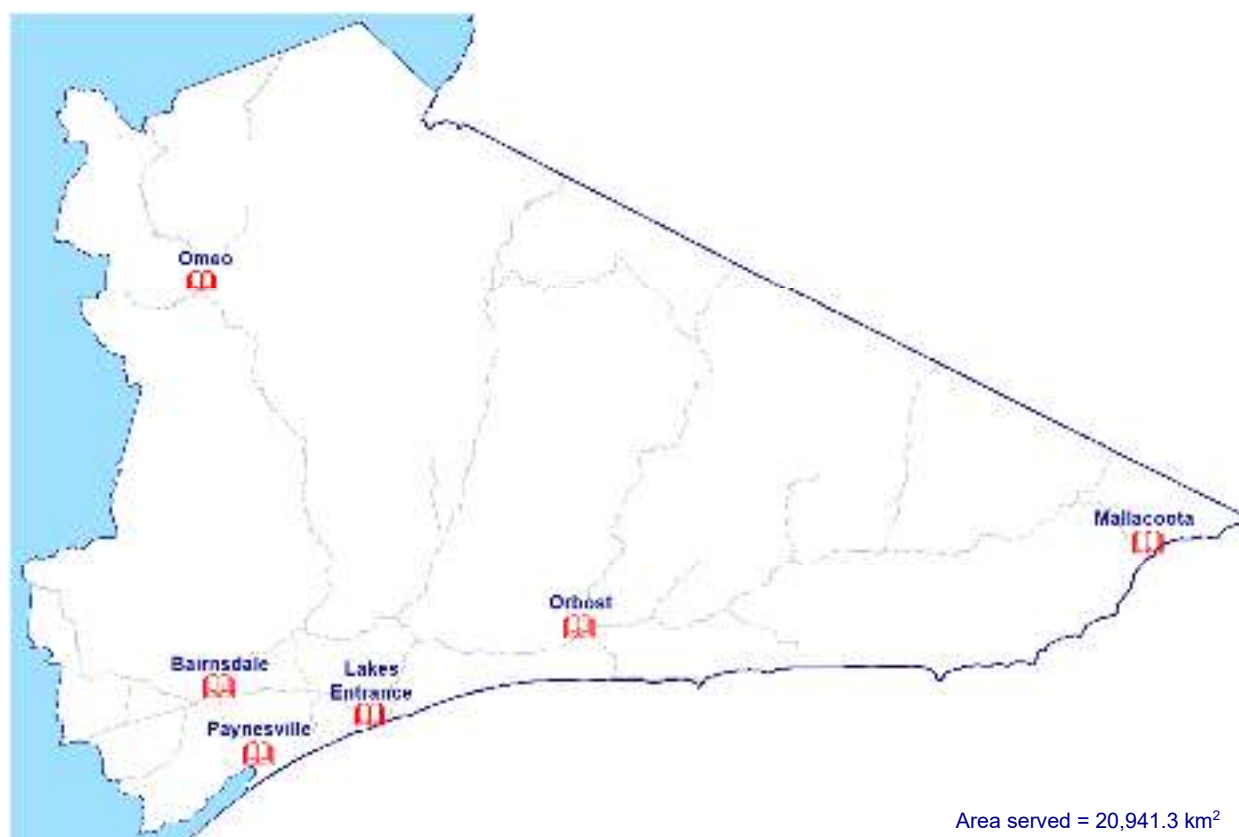 Omeo
Mallacoota
Orbost
Bairnsdale
Lakes
Entrance
Paynesville
Area served = 20,941.3 km²